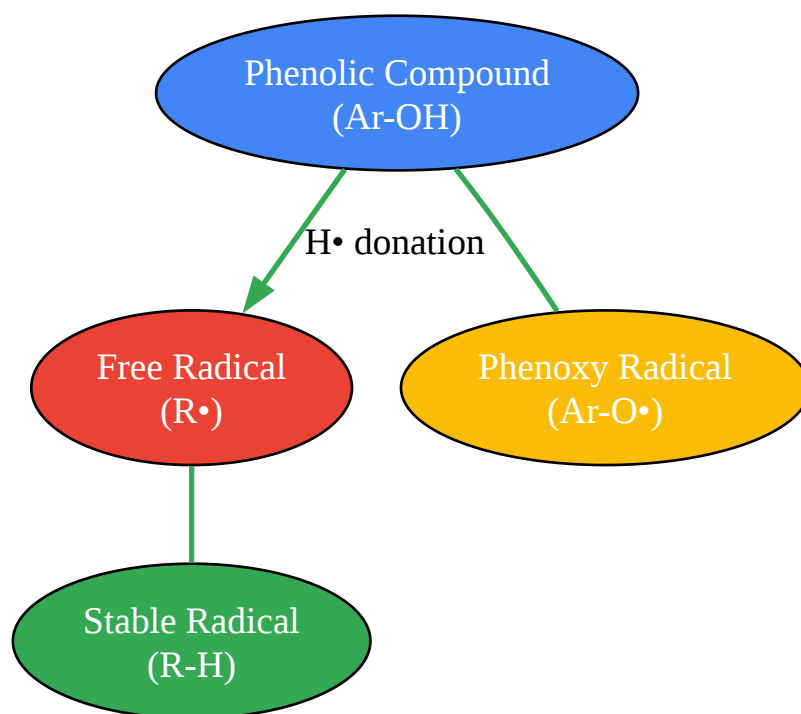 Phenolic Compound
(Ar-OH)
H• donation
Free Radical
(R•)
Phenoxy Radical
(Ar-O•)
Stable Radical
(R-H)